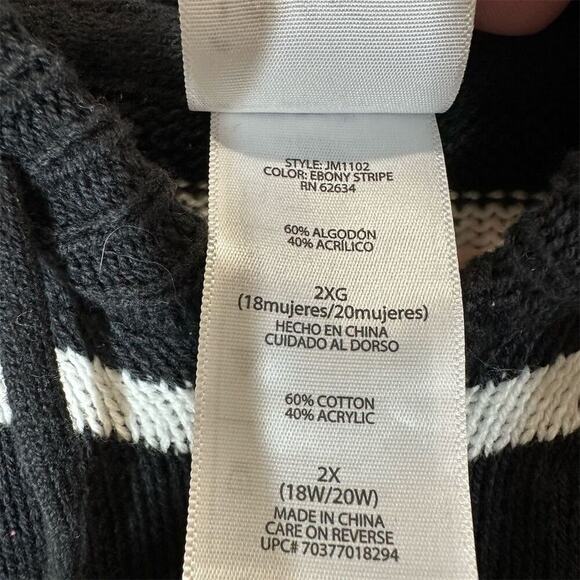 STYLE: JM1102
COLOR: EBONY STRIPE
RN 62634
60% ALGODÓN
40% ACRÍLICO
2XG
(18mujeres/20mujeres)
HECHO EN CHINA
CUIDADO AL DORSO
60% COTTON
40% ACRYLIC
2X
(18W/20W)
MADE IN CHINA
CARE ON REVERSE
UPC# 70377018294